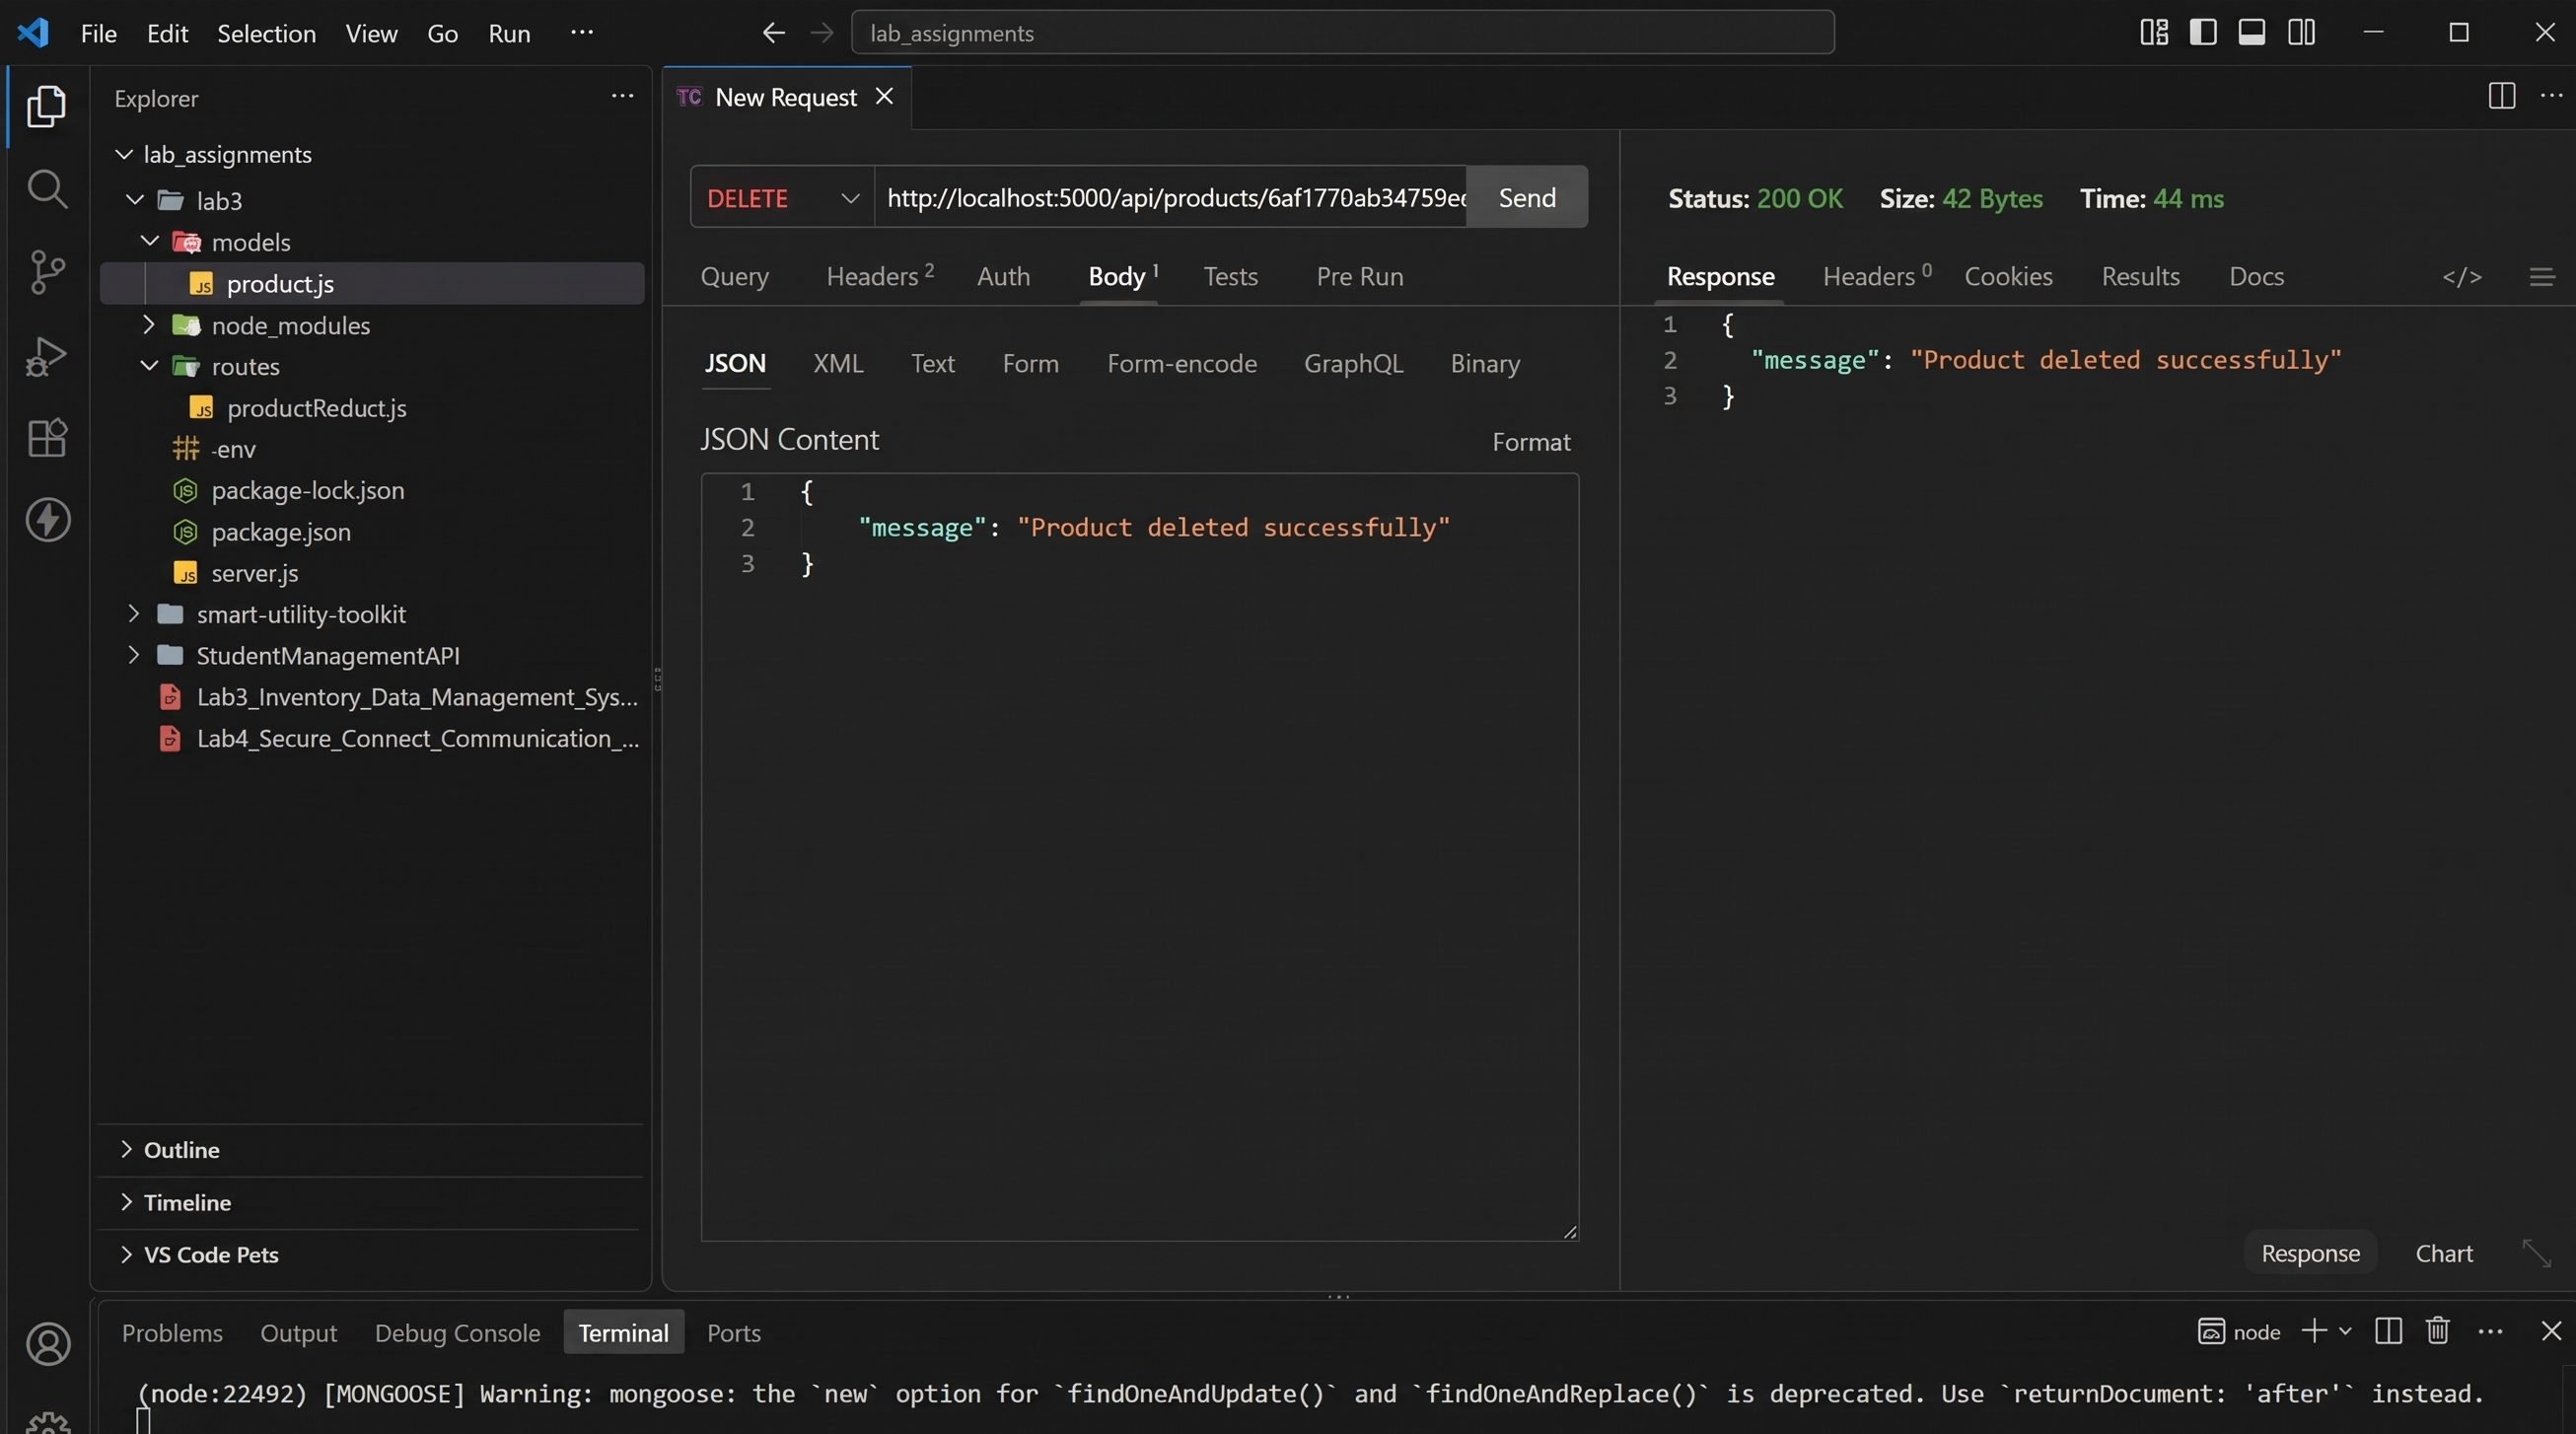 File Edit Selection View Go Run ···
lab_assignments
Explorer ···
lab_assignments
lab3
models
JS product.js
node_modules
routes
JS productReduct.js
-env
JS package-lock.json
JS package.json
JS server.js
smart-utility-toolkit
StudentManagementAPI
Lab3_Inventory_Data_Management_Sys...
Lab4_Secure_Connect_Communication_...
Outline
Timeline
VS Code Pets
TC New Request
DELETE http://localhost:5000/api/products/6af1770ab34759ee Send
Query Headers 2 Auth Body 1 Tests Pre Run
JSON XML Text Form Form-encode GraphQL Binary
JSON Content Format
1 {
2 "message": "Product deleted successfully"
3 }
Status: 200 OK Size: 42 Bytes Time: 44 ms
Response Headers 0 Cookies Results Docs </>
1 {
2 "message": "Product deleted successfully"
3 }
Response Chart
Problems Output Debug Console Terminal Ports
node
(node:22492) [MONGOOSE] Warning: mongoose: the `new` option for `findOneAndUpdate()` and `findOneAndReplace()` is deprecated. Use `returnDocument: 'after'` instead.